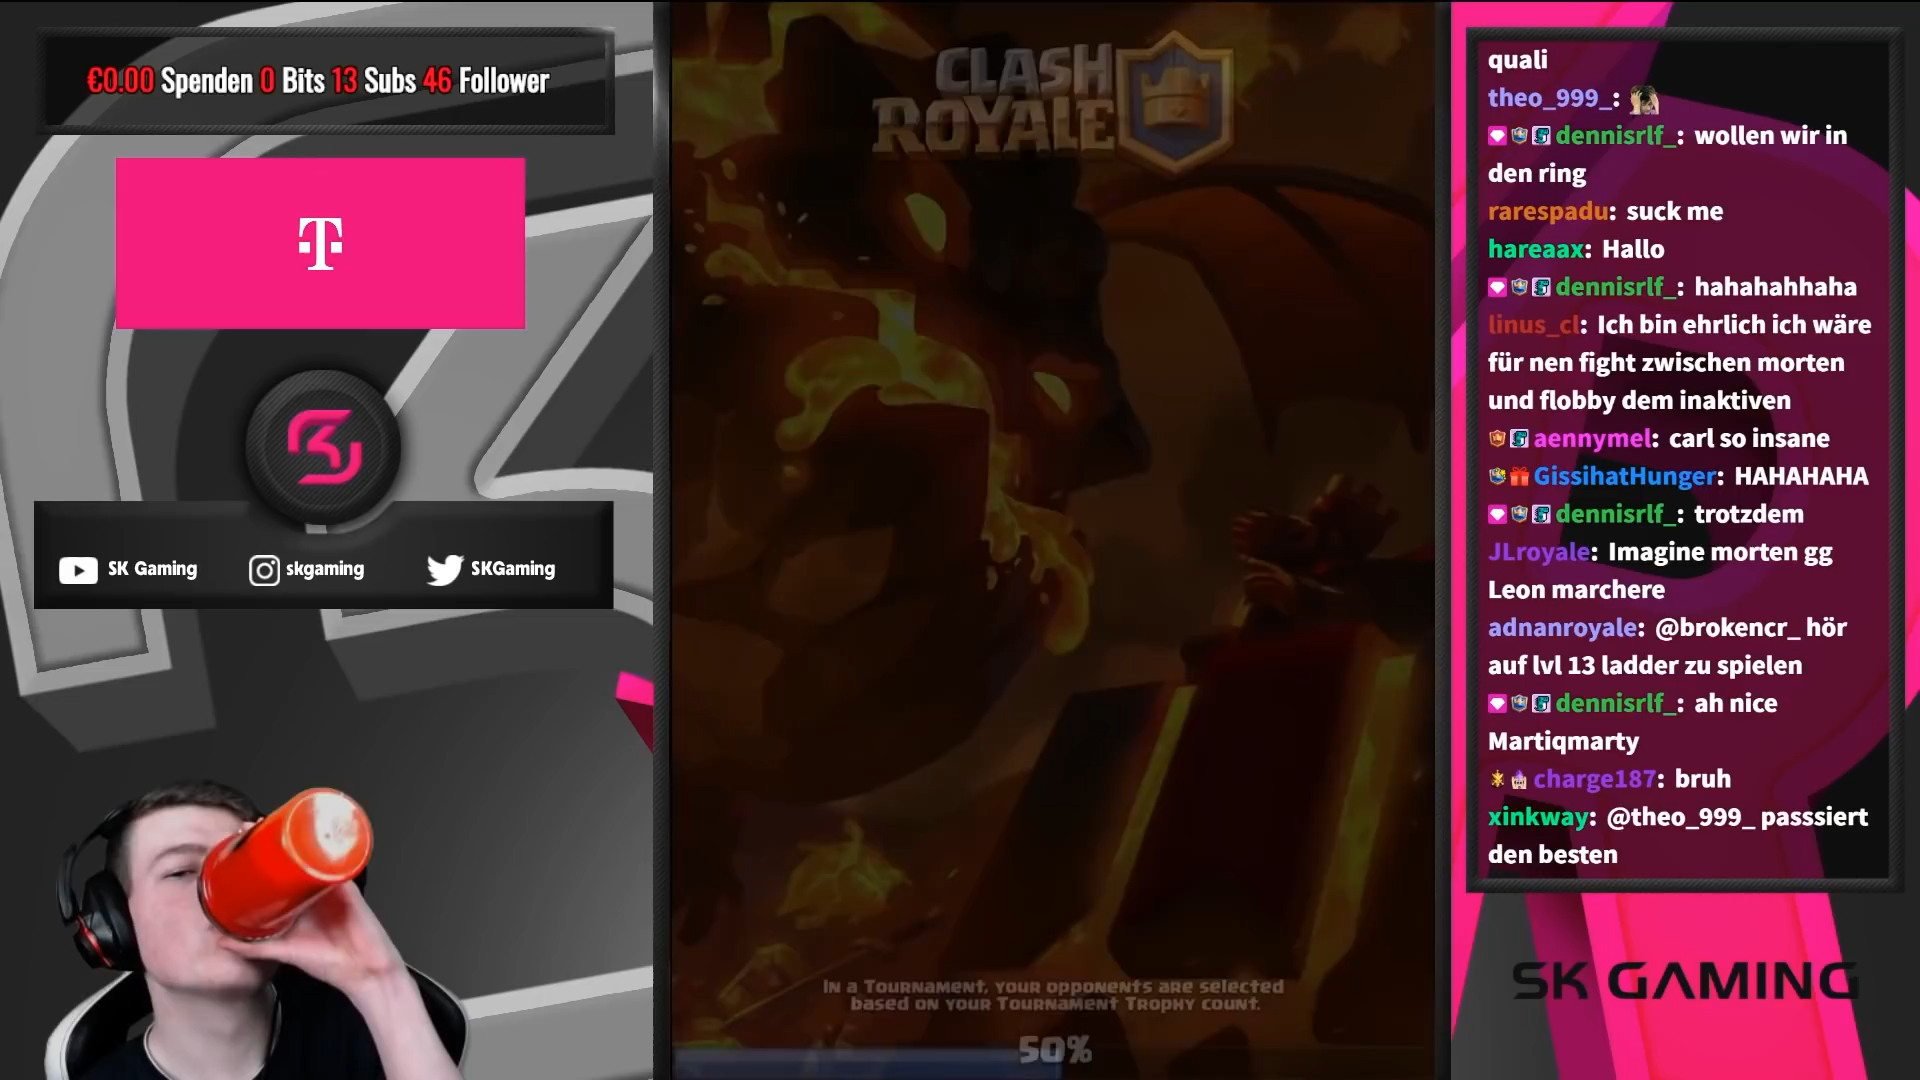 €0.00 Spenden 0 Bits 13 Subs 46 Follower
T
SK Gaming
skgaming
SKGaming
CLASH
ROYALE
In a Tournament, your opponents are selected
based on your Tournament Trophy count.
50%
quali
theo_999_:
dennisrlf_: wollen wir in
den ring
rarespadu: suck me
hareaax: Hallo
dennisrlf_: hahahahhaha
linus_cl: Ich bin ehrlich ich wäre
für nen fight zwischen morten
und flobby dem inaktiven
aennymel: carl so insane
GissihatHunger: HAHAHAHA
dennisrlf_: trotzdem
JLroyale: Imagine morten gg
Leon marchere
adnanroyale: @brokencr_ hör
auf lvl 13 ladder zu spielen
dennisrlf_: ah nice
Martiqmarty
charge187: bruh
xinkway: @theo_999_ passsiert
den besten
SK GAMING